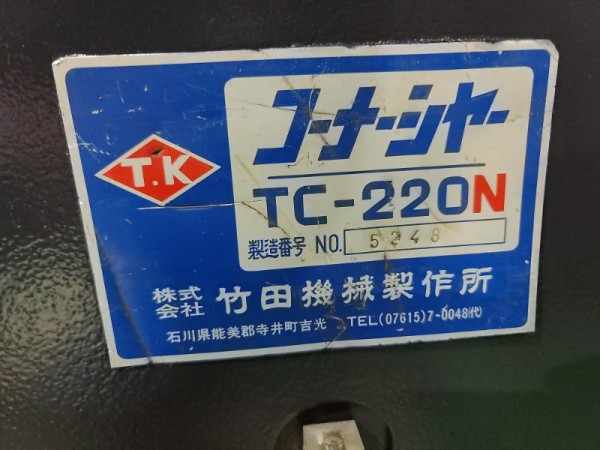 T.K
コーナーシャー
TC-220N
製造番号 NO. 5248
株式会社 竹田機械製作所
石川県能美郡寺井町吉光 TEL(07615)7-0048(代)